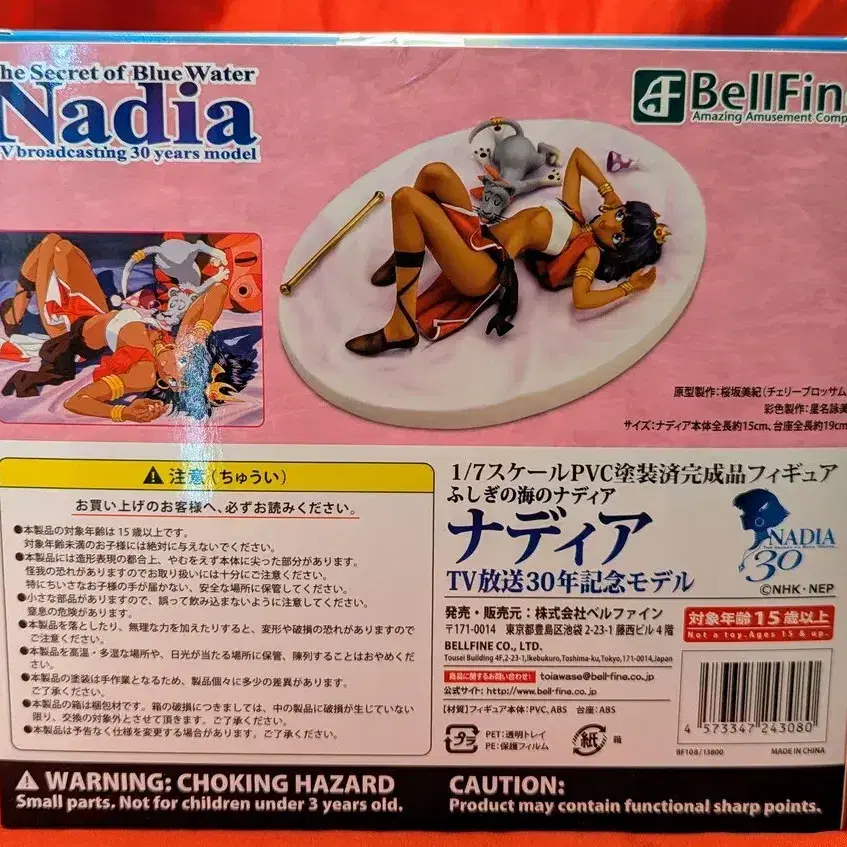 The Secret of Blue Water
Nadia
TV broadcasting 30 years model
BellFine
Amazing Amusement Comp
原型製作：桜坂美紀（チェリーブロッサム
彩色製作：星名詠美
サイズ：ナディア本体全長約15cm、台座全長約19cm
注意（ちゅうい）
お買い上げのお客様へ、必ずお読みください。
●本製品の対象年齢は15歳以上です。
対象年齢未満のお子様には絶対に与えないでください。
●本製品には造形表現の都合上、やむをえず本体に尖った部分があります。
怪我の恐れがありますのでお取り扱いには十分にご注意ください。
特にちいさなお子様の手が届かない、安全な場所に保管してください。
●小さな部品がありますので、誤って飲み込まないように注意してください。
窒息の危険があります。
●本製品を落としたり、無理な力を加えたりすると、変形や破損の恐れがありますので
ご注意ください。
●本製品を高温・多湿な場所や、日光が当たる場所に保管、陳列することはおやめくだ
さい。
●本製品の塗装は手作業となるため、製品個々に多少の差異があります。
ご了承ください。
●本製品の箱は梱包材です。箱の破損につきましては、中の製品に破損が生じていない
限り、交換の対象外とさせて頂きます。ご了承ください。
●本製品は予告なく仕様を変更する場合があります。ご了承ください。
1/7スケールPVC塗装済完成品フィギュア
ふしぎの海のナディア
ナディア
TV放送30年記念モデル
NADIA
30
©NHK・NEP
発売・販売元：株式会社ベルファイン
〒171-0014 東京都豊島区池袋2-23-1 藤西ビル4階
BELLFINE CO., LTD.
Tousei Building 4F,2-23-1,Ikebukuro,Toshima-ku,Tokyo,171-0014,Japan
対象年齢15歳以上
Not a toy. Ages 15 & up.
商品に関するお問い合わせ！ toiawase@bell-fine.co.jp
公式サイト：http://www.bell-fine.co.jp
【材質】フィギュア本体：PVC、ABS 台座：ABS
プラ
PET：透明トレイ
PE：保護フィルム
紙
箱
4 573347 243080
BF108/13800
MADE IN CHINA
WARNING: CHOKING HAZARD
Small parts. Not for children under 3 years old.
CAUTION:
Product may contain functional sharp points.